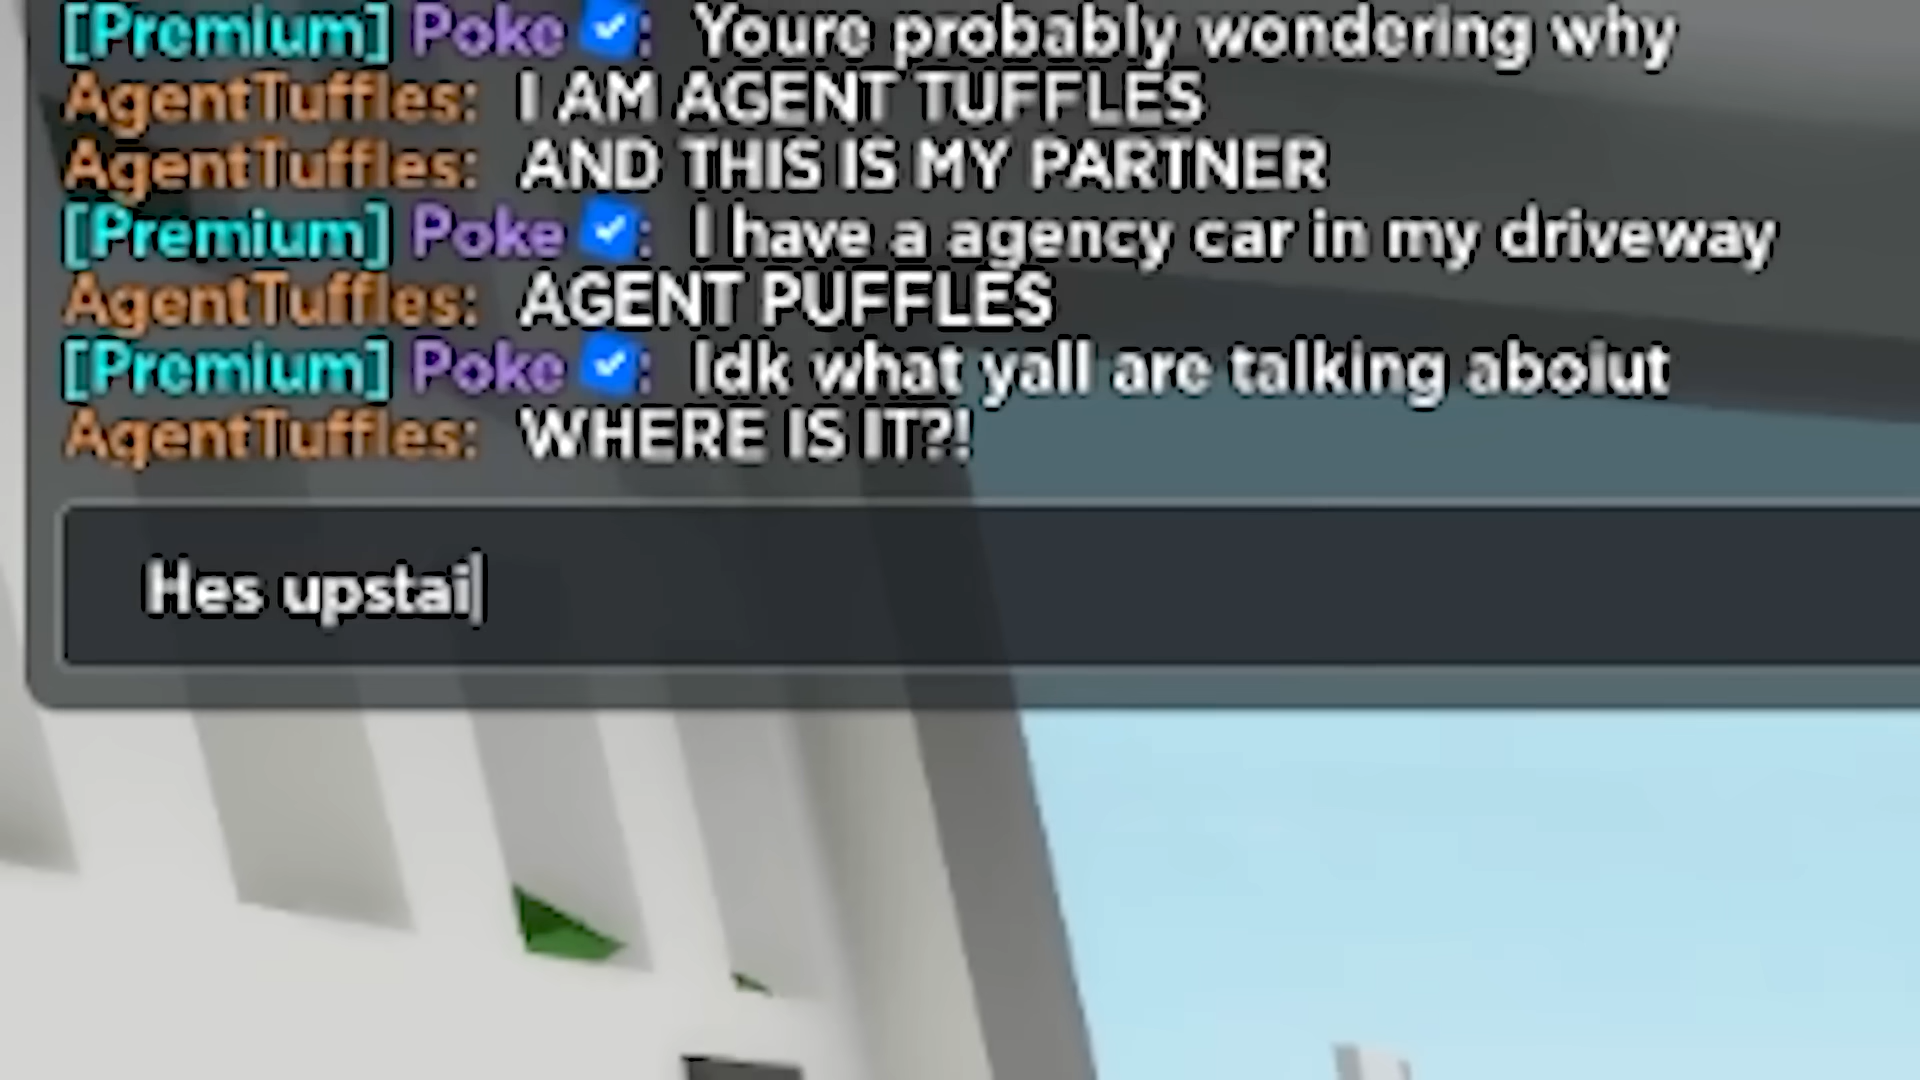 [Premium] Poke: Youre probably wondering why
AgentTuffles: I AM AGENT TUFFLES
AgentTuffles: AND THIS IS MY PARTNER
[Premium] Poke: I have a agency car in my driveway
AgentTuffles: AGENT PUFFLES
[Premium] Poke: Idk what yall are talking aboiut
AgentTuffles: WHERE IS IT?!
Hes upstai